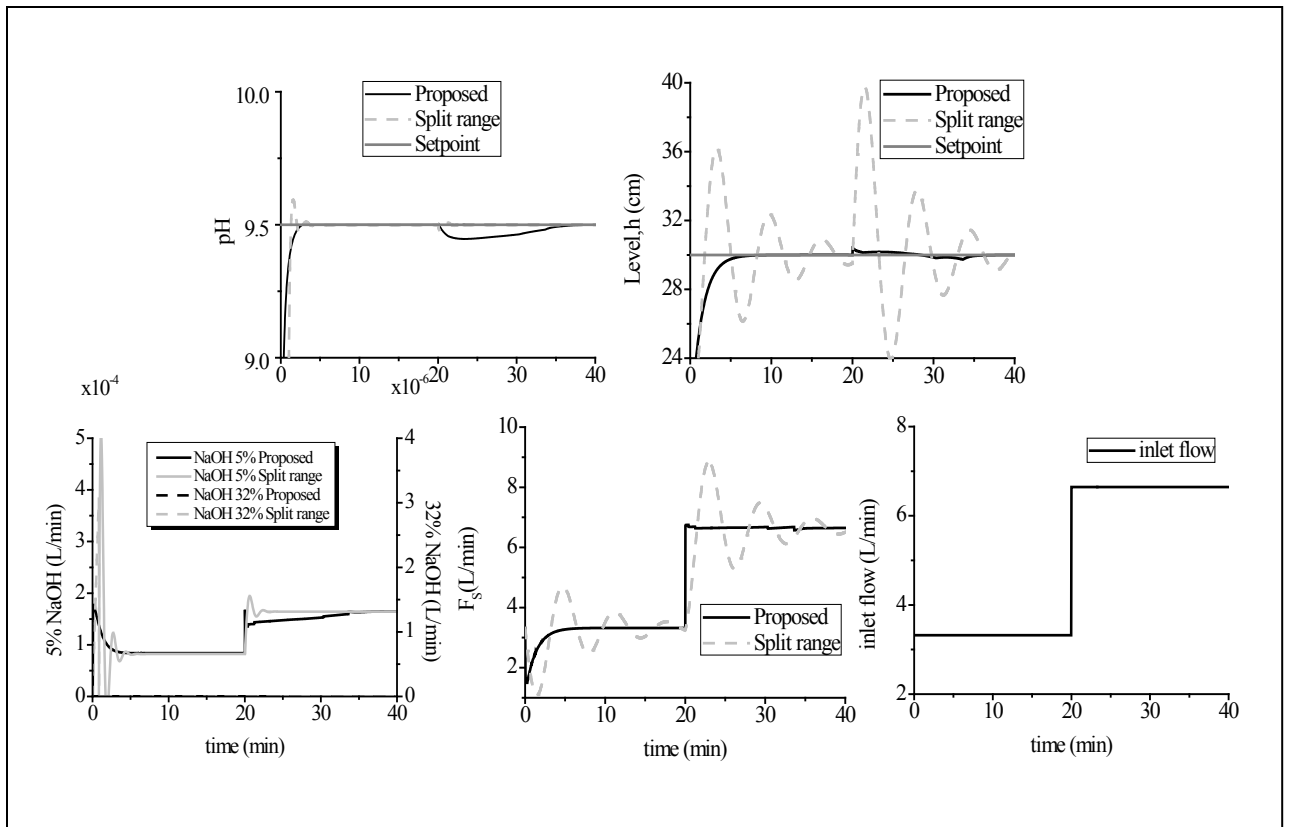 Proposed
Split range
Setpoint
10.0
9.5
9.0
pH
0
10
20
30
40
Proposed
Split range
Setpoint
40
36
32
28
24
Level,h (cm)
0
10
20
30
40
x10-4
x10-6
NaOH 5% Proposed
NaOH 5% Split range
NaOH 32% Proposed
NaOH 32% Split range
5
4
3
2
1
0
5% NaOH (L/min)
4
3
2
1
0
32% NaOH (L/min)
0
10
20
30
40
time (min)
10
8
6
4
2
FS(L/min)
Proposed
Split range
0
10
20
30
40
time (min)
inlet flow
8
6
4
2
inlet flow (L/min)
0
10
20
30
40
time (min)